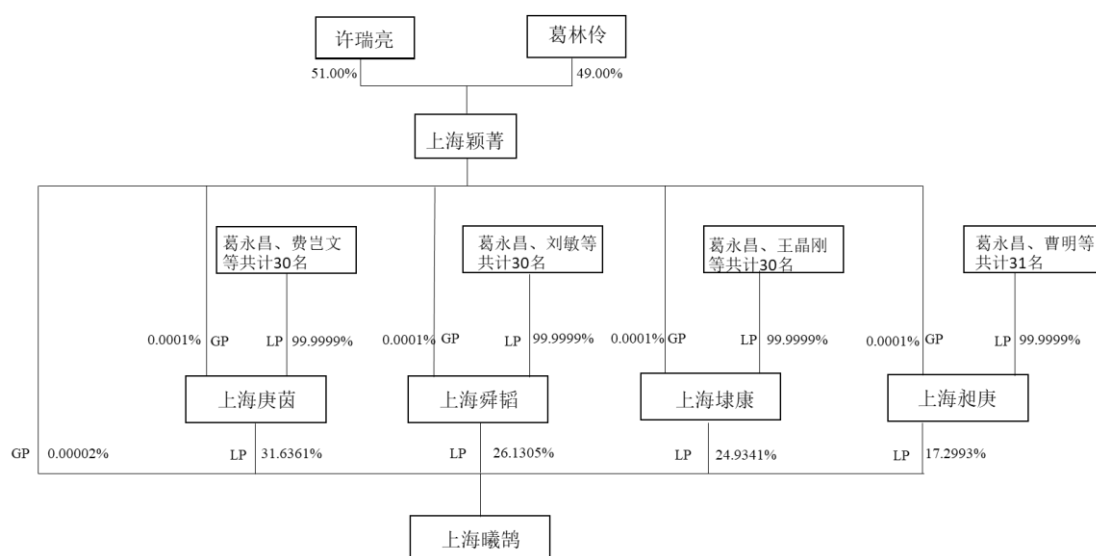 许瑞亮
葛林伶
51.00%
49.00%
上海颖菁
葛永昌、费岂文
等共计30名
葛永昌、刘敏等
共计30名
葛永昌、王晶刚
等共计30名
葛永昌、曹明等
共计31名
0.0001% GP
LP 99.9999%
0.0001% GP
LP 99.9999%
0.0001% GP
LP 99.9999%
0.0001% GP
LP 99.9999%
上海庚茵
上海舜韬
上海埭康
上海昶庚
GP 0.00002%
LP 31.6361%
LP 26.1305%
LP 24.9341%
LP 17.2993%
上海曦鹄